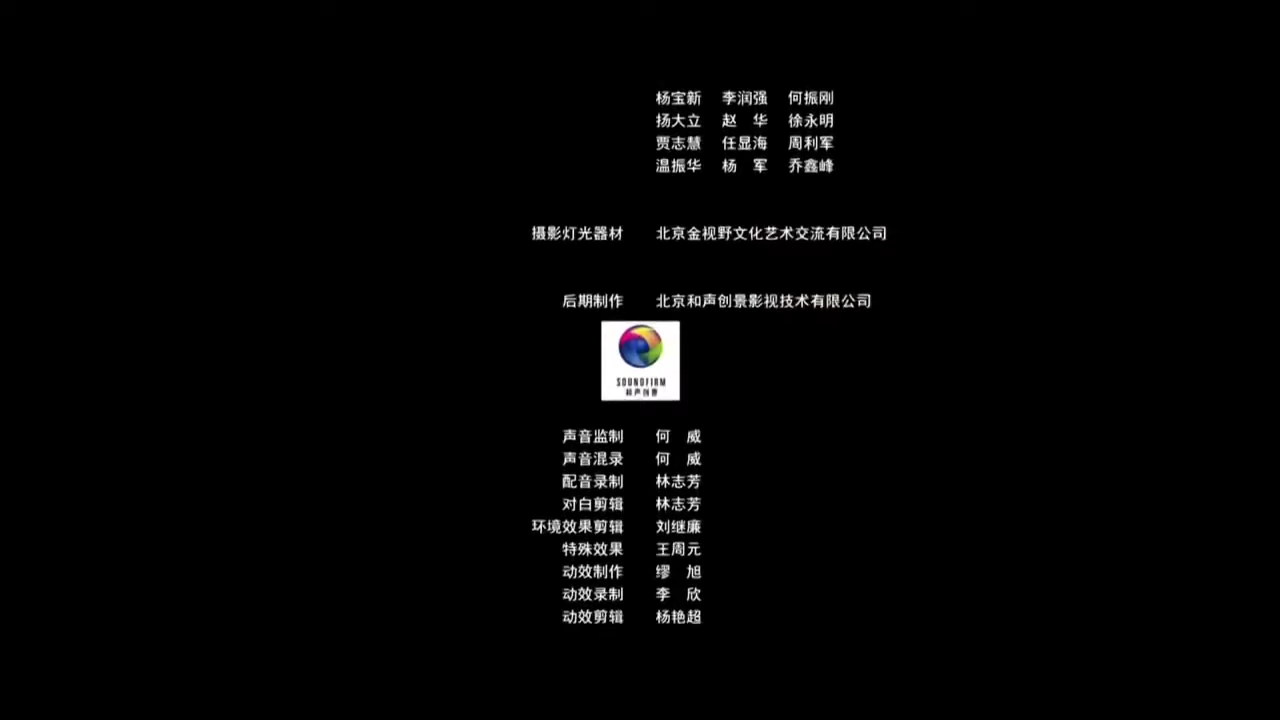 杨宝新 李润强 何振刚
扬大立 赵 华 徐永明
贾志慧 任显海 周利军
温振华 杨 军 乔鑫峰
摄影灯光器材 北京金视野文化艺术交流有限公司
后期制作 北京和声创景影视技术有限公司
SOUNDFIRM
和声创景
声音监制 何 威
声音混录 何 威
配音录制 林志芳
对白剪辑 林志芳
环境效果剪辑 刘继廉
特殊效果 王周元
动效制作 缪 旭
动效录制 李 欣
动效剪辑 杨艳超